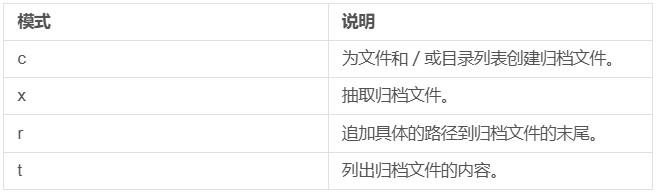 模式 说明
c 为文件和 / 或目录列表创建归档文件。
x 抽取归档文件。
r 追加具体的路径到归档文件的末尾。
t 列出归档文件的内容。